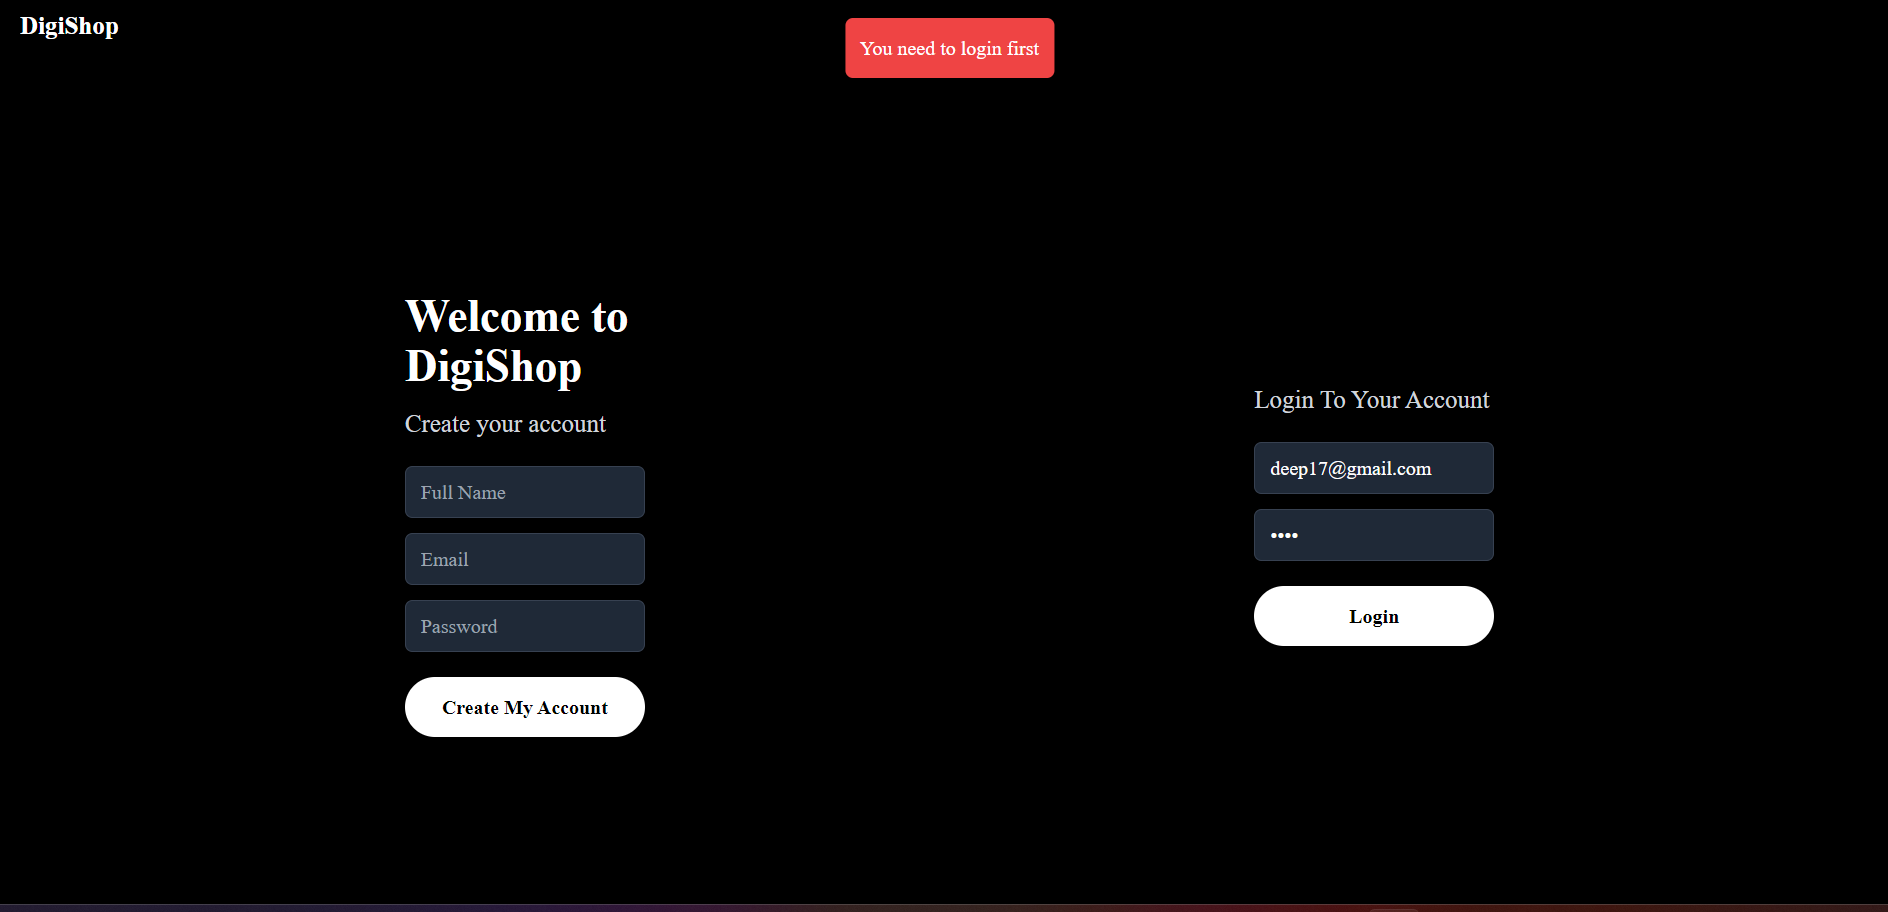 DigiShop
You need to login first
Welcome to
DigiShop
Create your account
Full Name
Email
Password
Create My Account
Login To Your Account
deep17@gmail.com
••••
Login